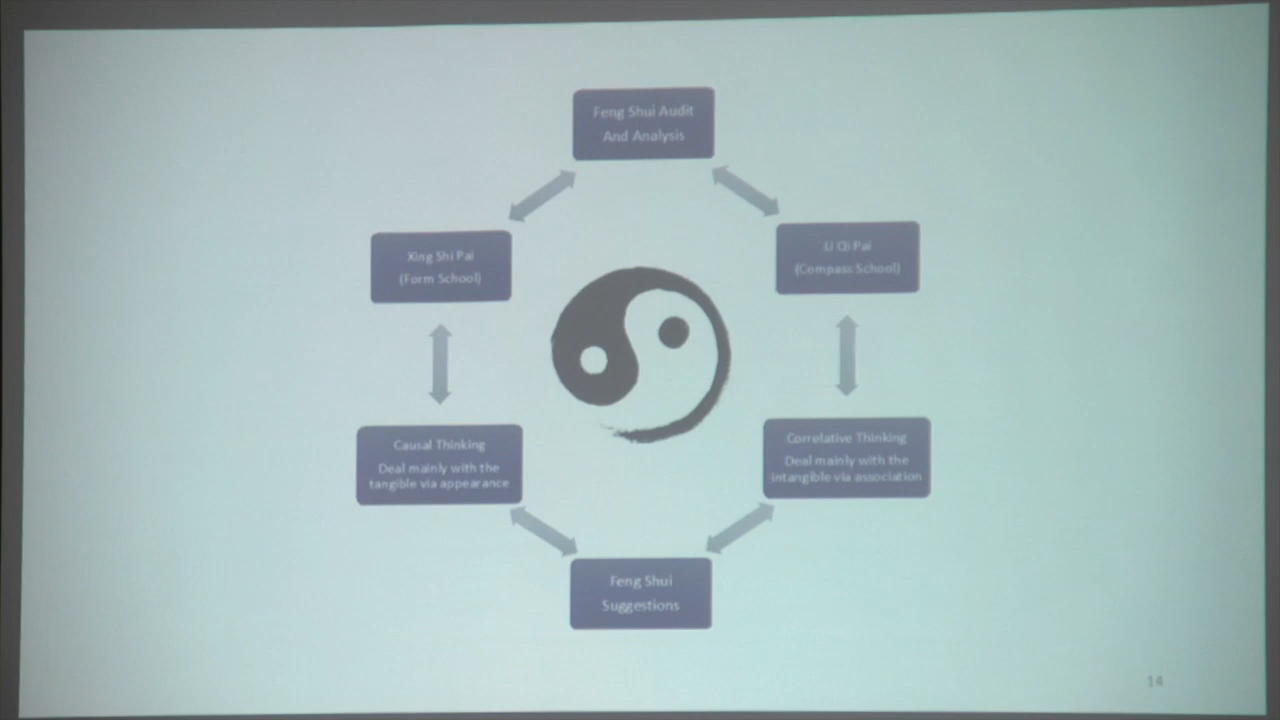 Feng Shui Audit
And Analysis
Xing Shi Pai
(Form School)
Li Qi Pai
(Compass School)
Causal Thinking
Deal mainly with the
tangible via appearance
Correlative Thinking
Deal mainly with the
intangible via association
Feng Shui
Suggestions
14